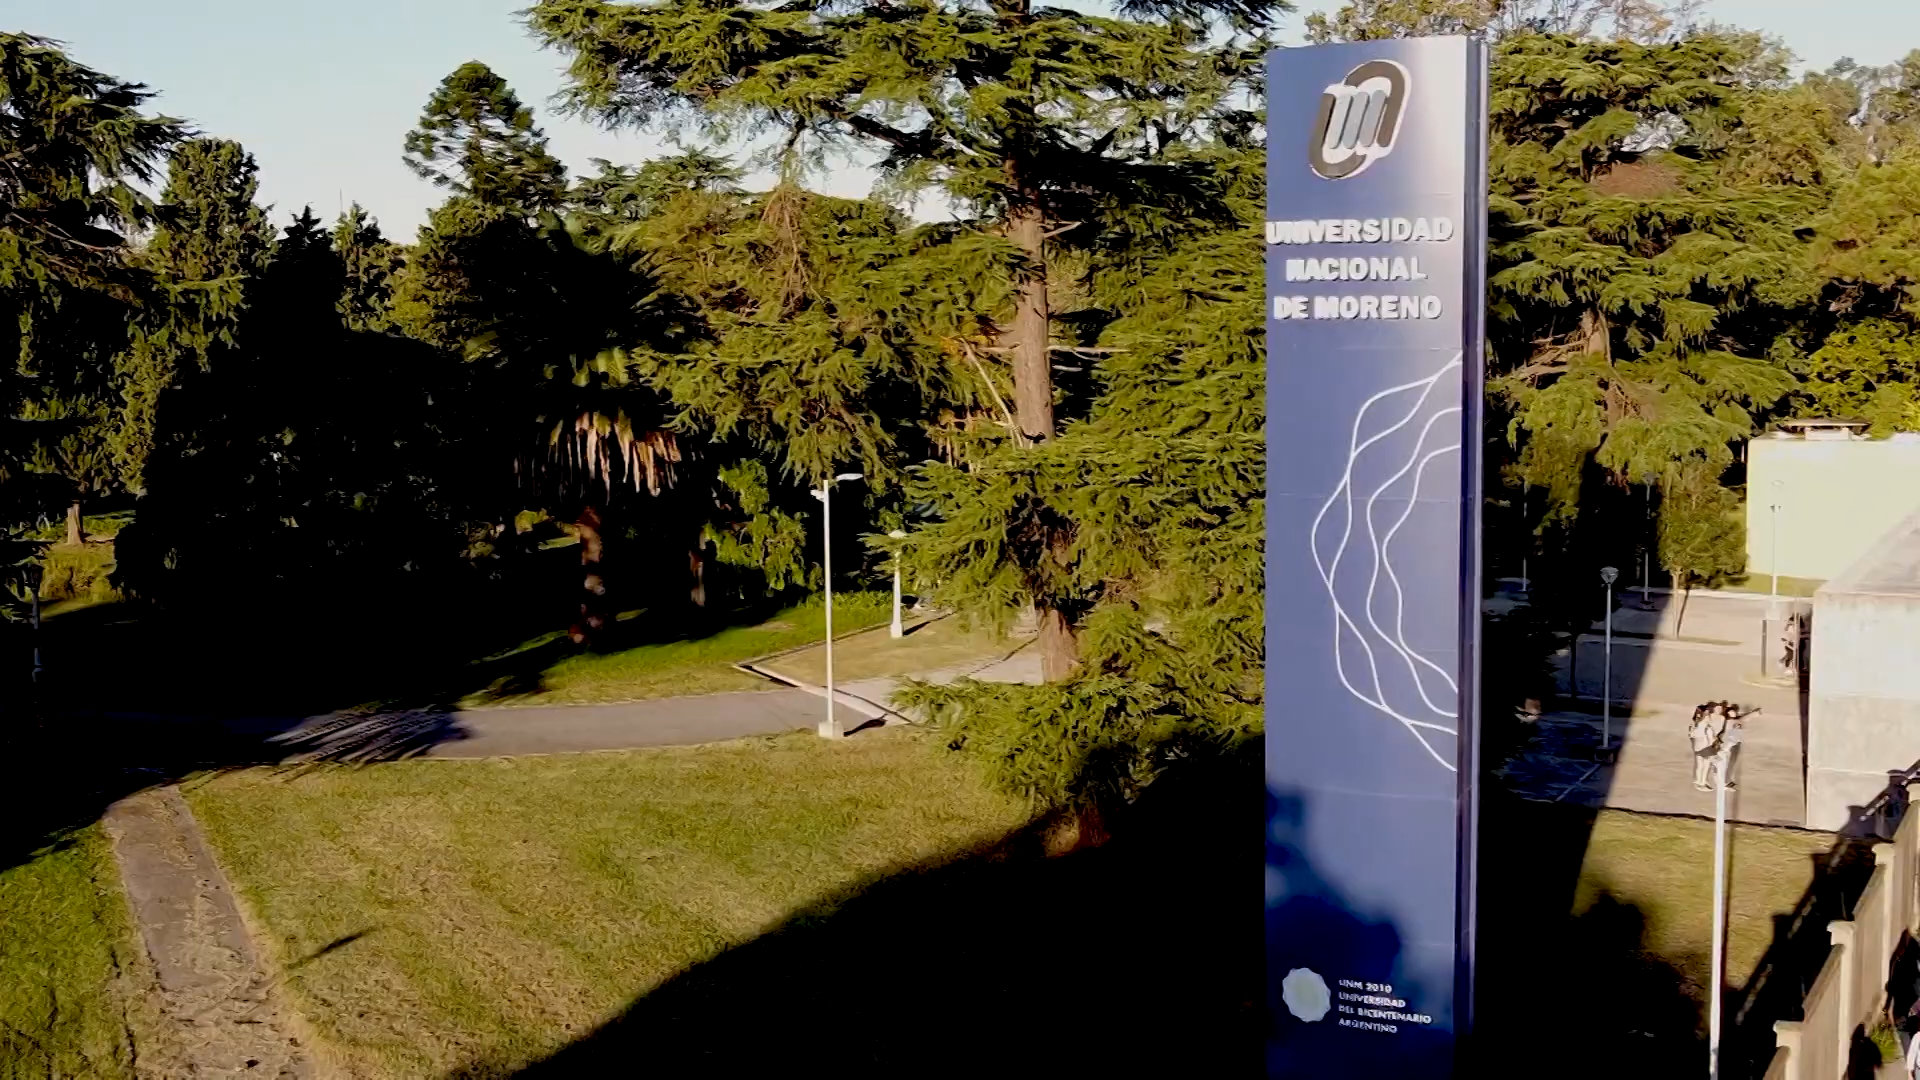 UNIVERSIDAD
NACIONAL
DE MORENO
UNM 2010
UNIVERSIDAD
DEL BICENTENARIO
ARGENTINO